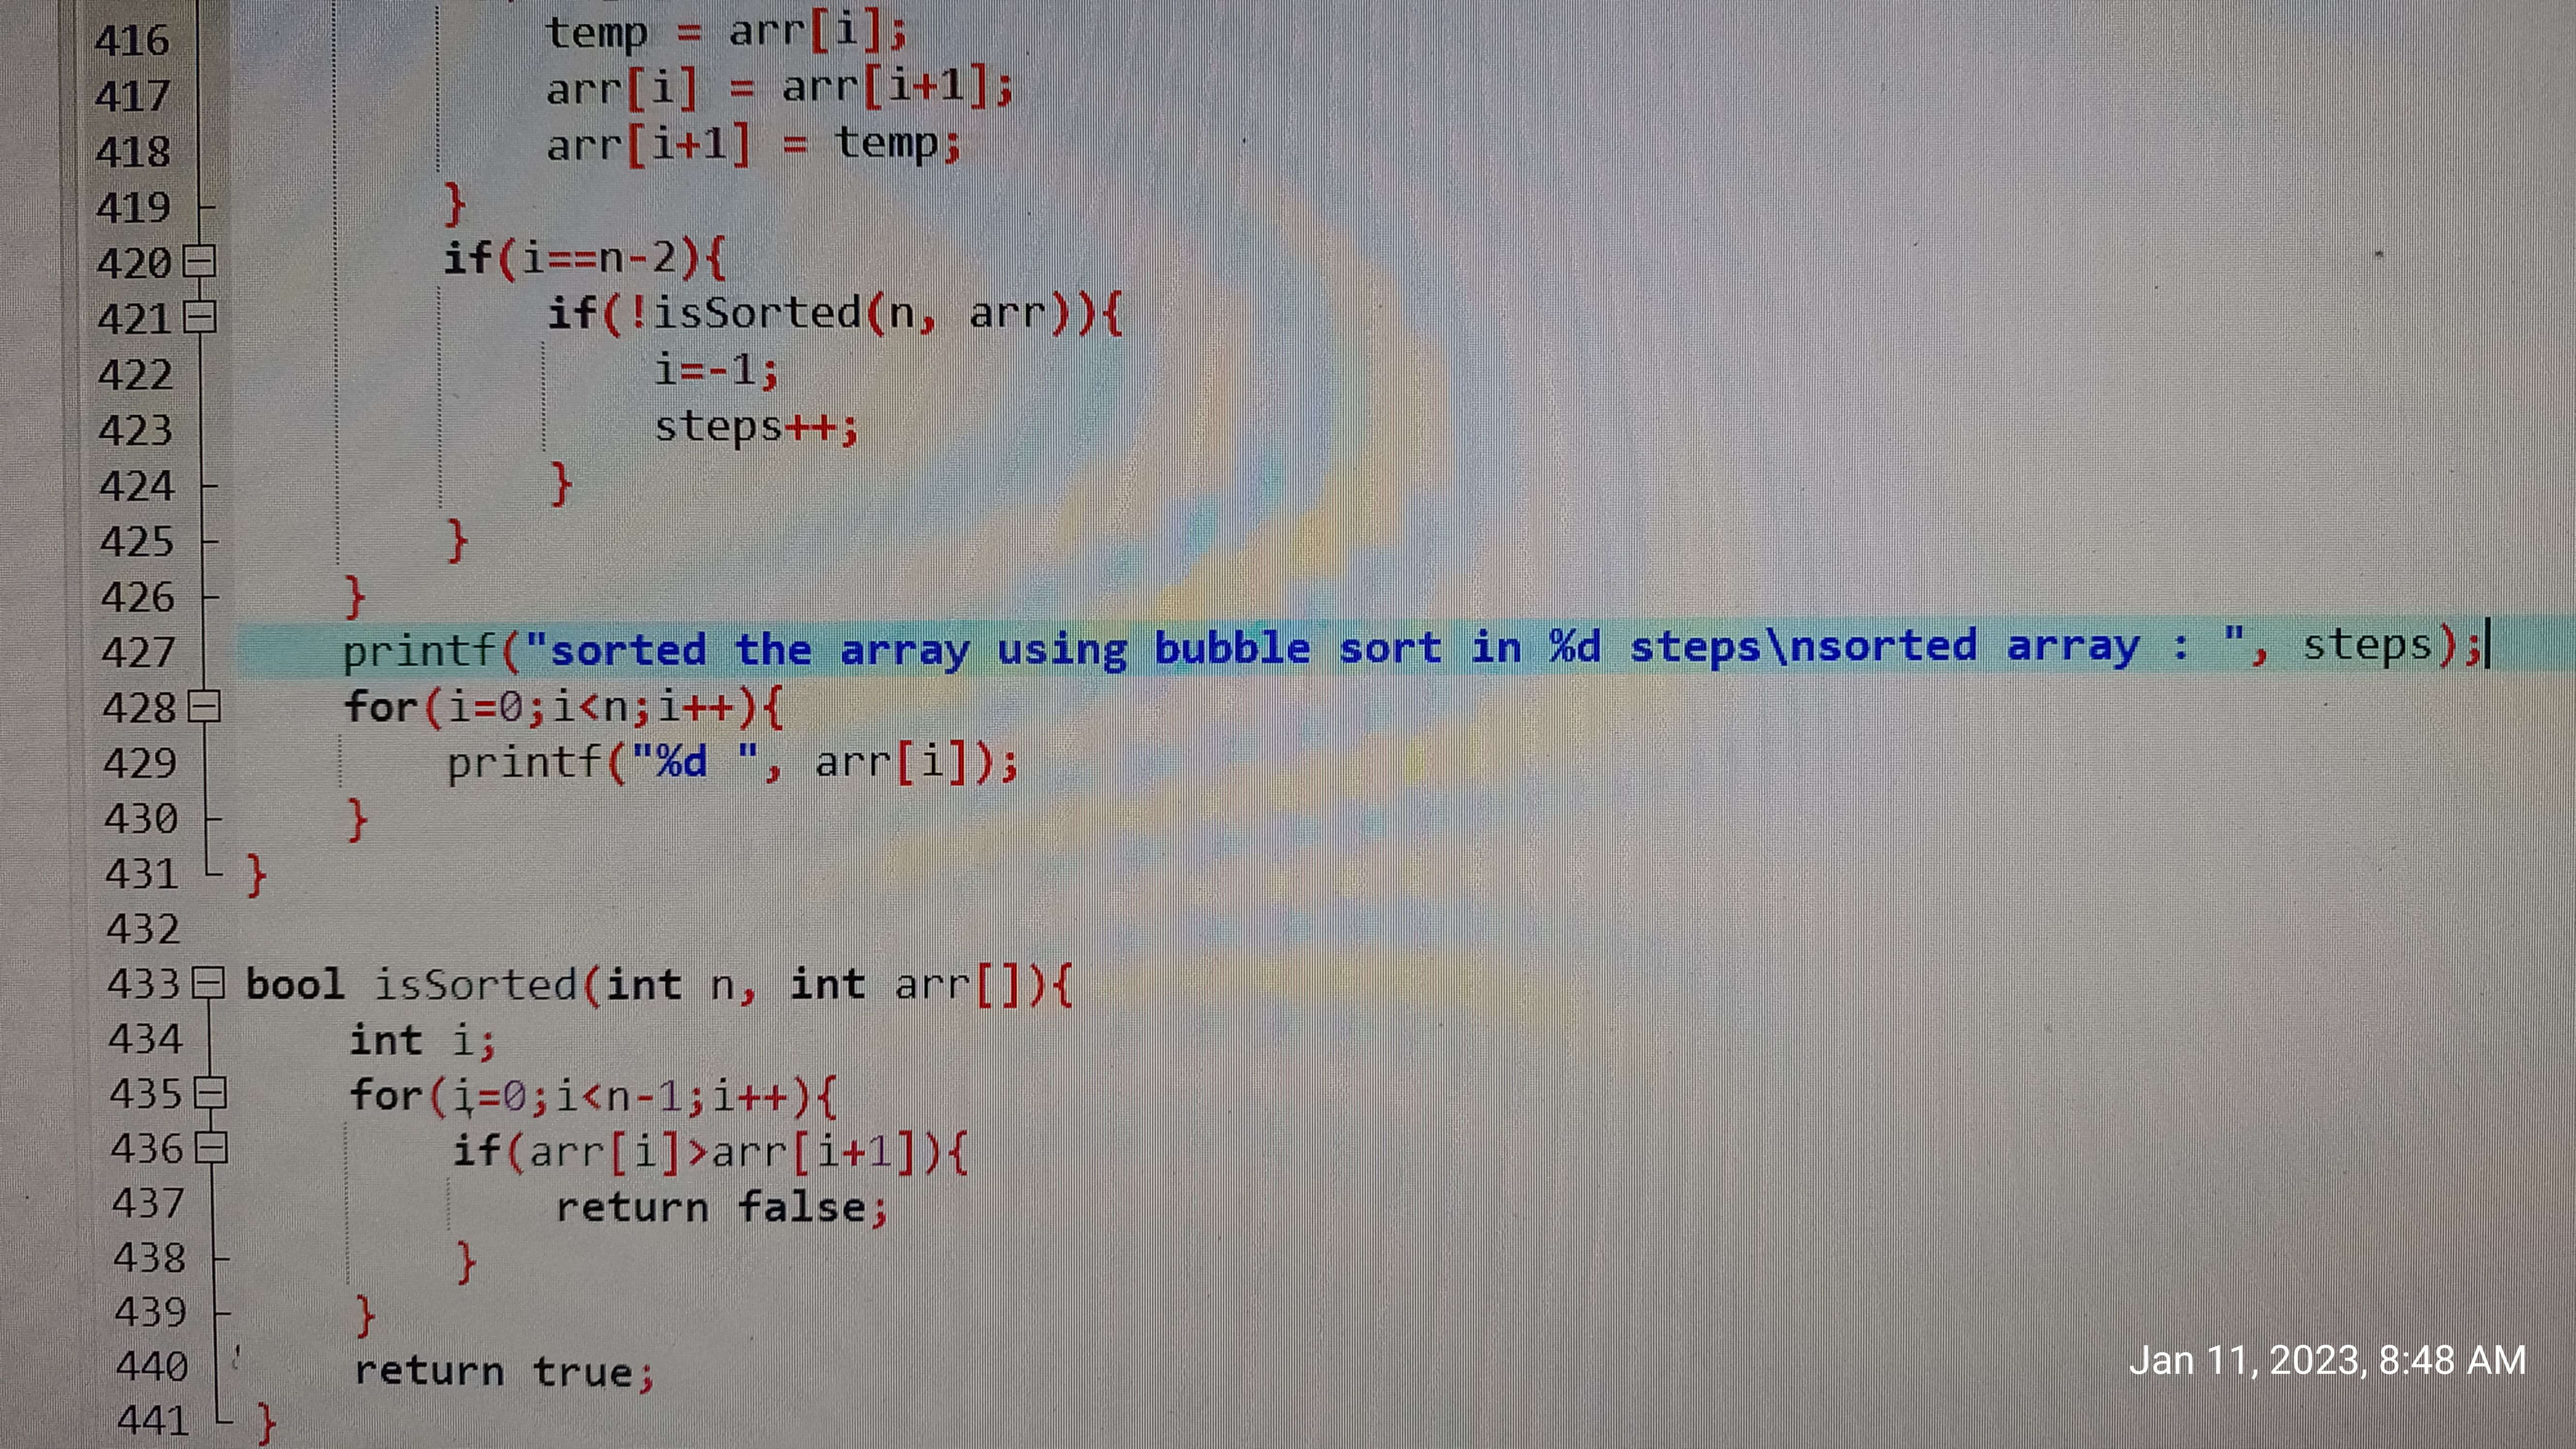 416 temp = arr[i];
417 arr[i] = arr[i+1];
418 arr[i+1] = temp;
419 }
420 if(i==n-2){
421 if(!isSorted(n, arr)){
422 i=-1;
423 steps++;
424 }
425 }
426 }
427 printf("sorted the array using bubble sort in %d steps\nsorted array : ", steps);
428 for(i=0;i<n;i++){
429 printf("%d ", arr[i]);
430 }
431 }
432
433 bool isSorted(int n, int arr[]){
434 int i;
435 for(i=0;i<n-1;i++){
436 if(arr[i]>arr[i+1]){
437 return false;
438 }
439 }
440 return true;
441 }
Jan 11, 2023, 8:48 AM